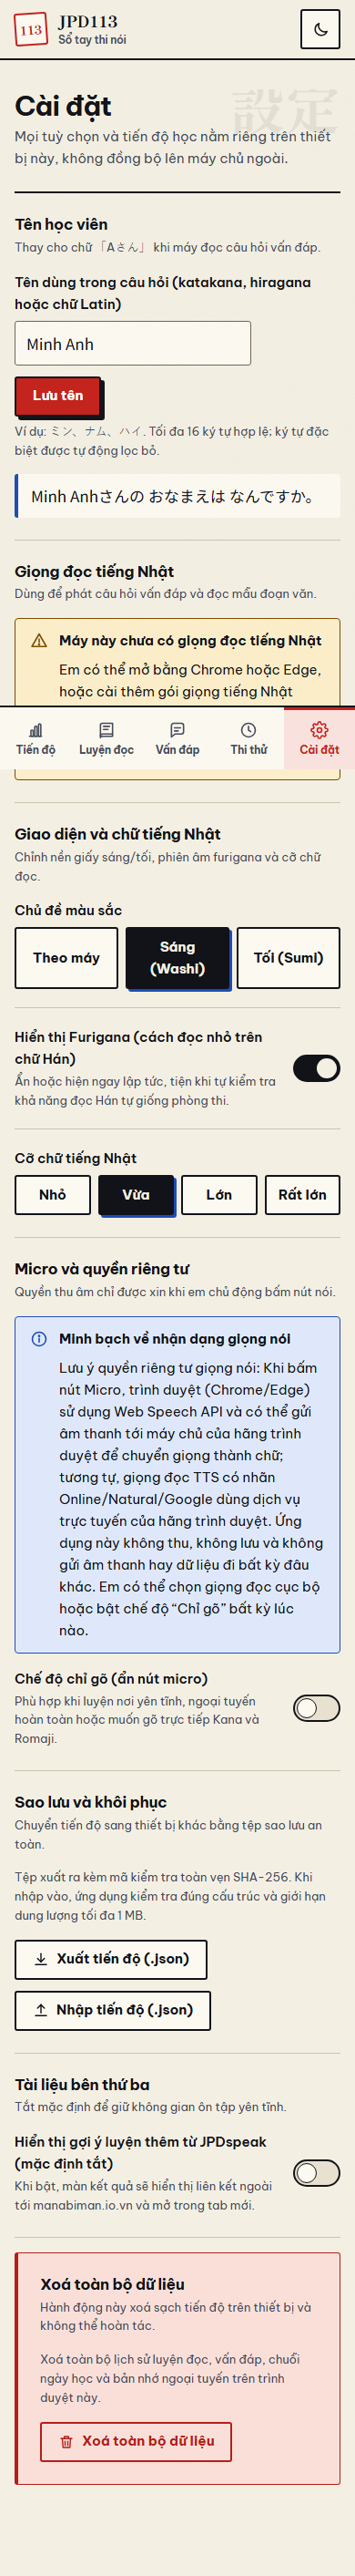 113
JPD113
Sổ tay thi nói
Cài đặt
設定
Mọi tuỳ chọn và tiến độ học nằm riêng trên thiết
bị này, không đồng bộ lên máy chủ ngoài.
Tên học viên
Thay cho chữ 「Aさん」 khi máy đọc câu hỏi vấn đáp.
Tên dùng trong câu hỏi (katakana, hiragana
hoặc chữ Latin)
Minh Anh
Lưu tên
Ví dụ: ミン、ナム、ハイ. Tối đa 16 ký tự hợp lệ; ký tự đặc
biệt được tự động lọc bỏ.
Minh Anhさんの おなまえは なんですか。
Giọng đọc tiếng Nhật
Dùng để phát câu hỏi vấn đáp và đọc mẫu đoạn văn.
Máy này chưa có giọng đọc tiếng Nhật
Em có thể mở bằng Chrome hoặc Edge,
hoặc cài thêm gói giọng tiếng Nhật
Tiến độ
Luyện đọc
Vấn đáp
Thi thử
Cài đặt
Giao diện và chữ tiếng Nhật
Chỉnh nền giấy sáng/tối, phiên âm furigana và cỡ chữ
đọc.
Chủ đề màu sắc
Theo máy
Sáng
(Washi)
Tối (Sumi)
Hiển thị Furigana (cách đọc nhỏ trên
chữ Hán)
Ẩn hoặc hiện ngay lập tức, tiện khi tự kiểm tra
khả năng đọc Hán tự giống phòng thi.
Cỡ chữ tiếng Nhật
Nhỏ
Vừa
Lớn
Rất lớn
Micro và quyền riêng tư
Quyền thu âm chỉ được xin khi em chủ động bấm nút nói.
Minh bạch về nhận dạng giọng nói
Lưu ý quyền riêng tư giọng nói: Khi bấm
nút Micro, trình duyệt (Chrome/Edge)
sử dụng Web Speech API và có thể gửi
âm thanh tới máy chủ của hãng trình
duyệt để chuyển giọng thành chữ;
tương tự, giọng đọc TTS có nhãn
Online/Natural/Google dùng dịch vụ
trực tuyến của hãng trình duyệt. Ứng
dụng này không thu, không lưu và không
gửi âm thanh hay dữ liệu đi bất kỳ đâu
khác. Em có thể chọn giọng đọc cục bộ
hoặc bật chế độ “Chỉ gõ” bất kỳ lúc
nào.
Chế độ chỉ gõ (ẩn nút micro)
Phù hợp khi luyện nơi yên tĩnh, ngoại tuyến
hoàn toàn hoặc muốn gõ trực tiếp Kana và
Romaji.
Sao lưu và khôi phục
Chuyển tiến độ sang thiết bị khác bằng tệp sao lưu an
toàn.
Tệp xuất ra kèm mã kiểm tra toàn vẹn SHA-256. Khi
nhập vào, ứng dụng kiểm tra đúng cấu trúc và giới hạn
dung lượng tối đa 1 MB.
Xuất tiến độ (.json)
Nhập tiến độ (.json)
Tài liệu bên thứ ba
Tắt mặc định để giữ không gian ôn tập yên tĩnh.
Hiển thị gợi ý luyện thêm từ JPDspeak
(mặc định tắt)
Khi bật, màn kết quả sẽ hiển thị liên kết ngoài
tới manabiman.io.vn và mở trong tab mới.
Xoá toàn bộ dữ liệu
Hành động này xoá sạch tiến độ trên thiết bị và
không thể hoàn tác.
Xoá toàn bộ lịch sử luyện đọc, vấn đáp, chuỗi
ngày học và bản nhớ ngoại tuyến trên trình
duyệt này.
Xoá toàn bộ dữ liệu